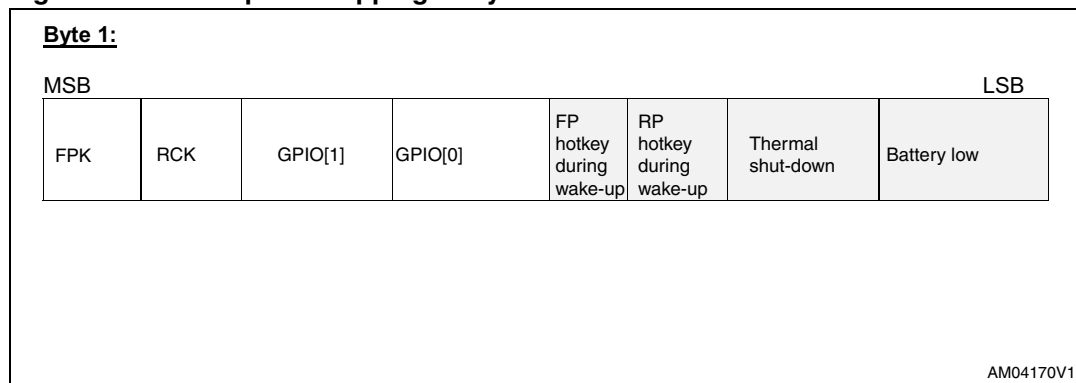 Byte 1:
MSB LSB
FPK RCK GPIO[1] GPIO[0] FP hotkey during wake-up RP hotkey during wake-up Thermal shut-down Battery low
AM04170V1